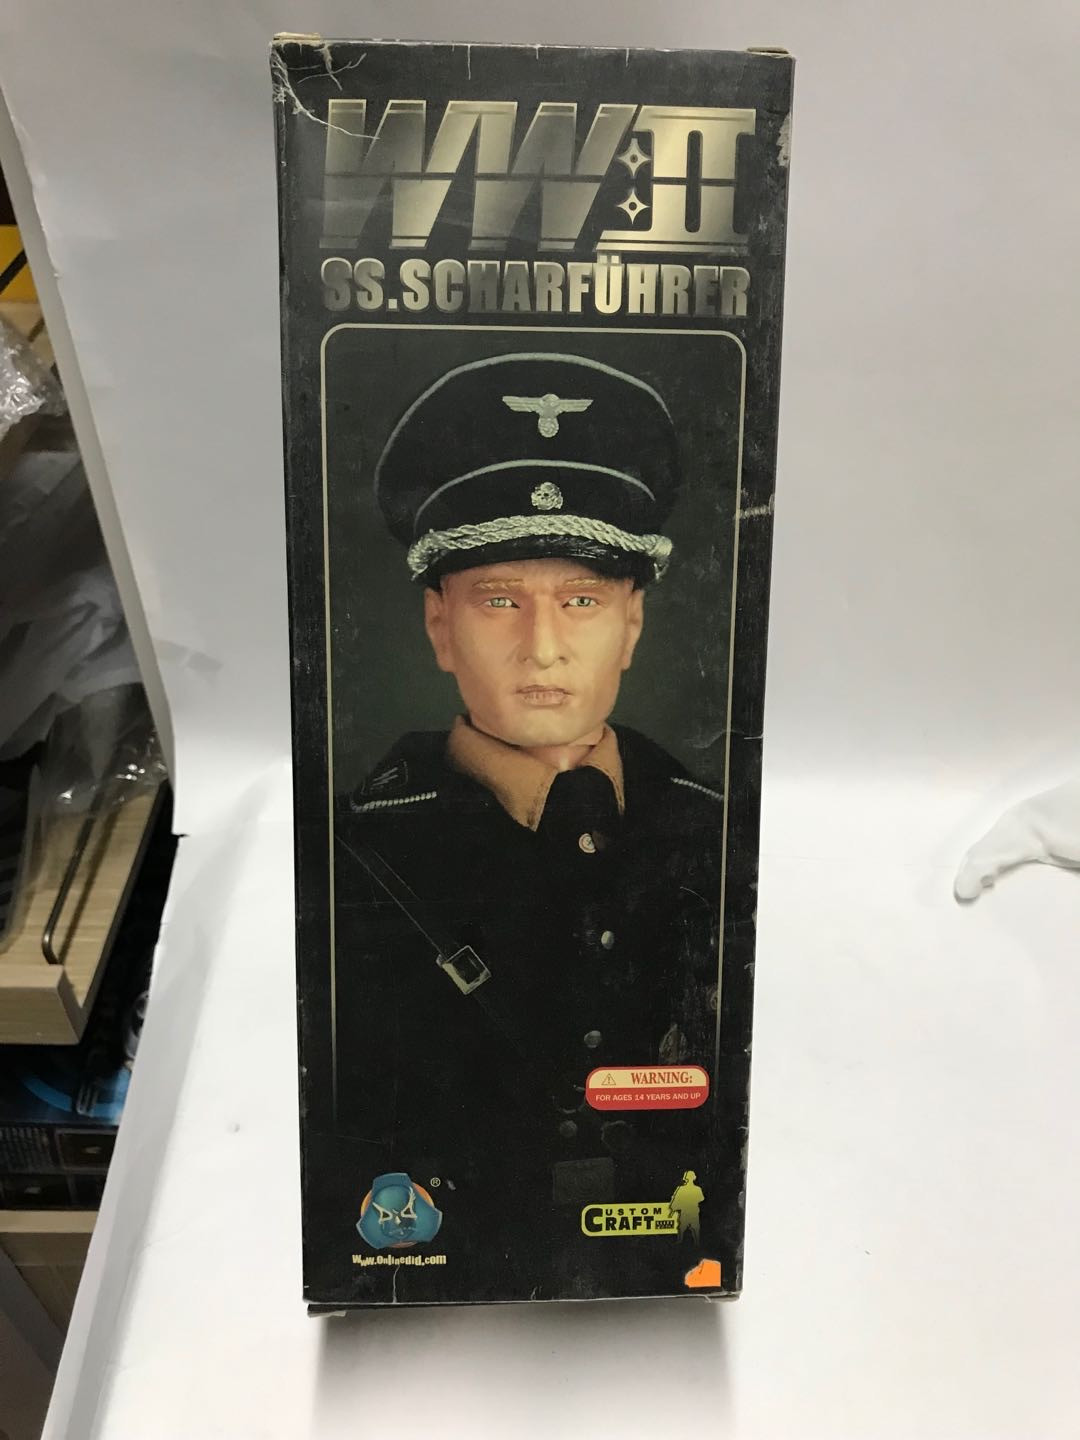 WWII
SS.SCHARFÜHRER
WARNING:
FOR AGES 14 YEARS AND UP
®
www.onlinedid.com
CUSTOM
CRAFT